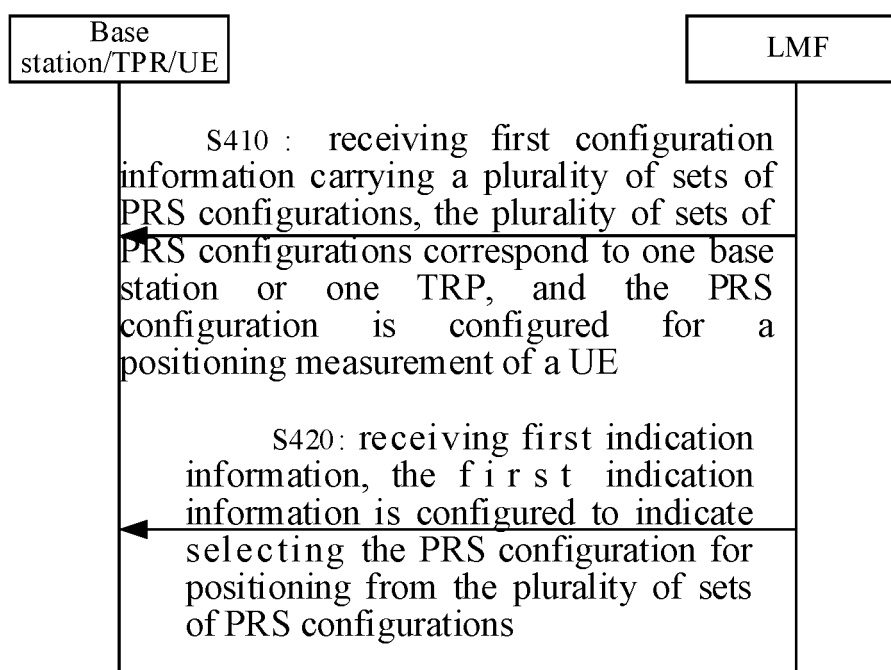 Base
station/TPR/UE
LMF
S410 : receiving first configuration
information carrying a plurality of sets of
PRS configurations, the plurality of sets of
PRS configurations correspond to one base
station or one TRP, and the PRS
configuration is configured for a
positioning measurement of a UE
S420: receiving first indication
information, the first indication
information is configured to indicate
selecting the PRS configuration for
positioning from the plurality of sets
of PRS configurations